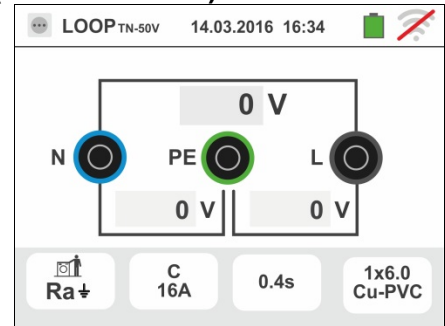 LOOP TN-50V 14.03.2016 16:34
0 V
N PE L
0 V 0 V
Ra C 0.4s 1x6.0
16A Cu-PVC